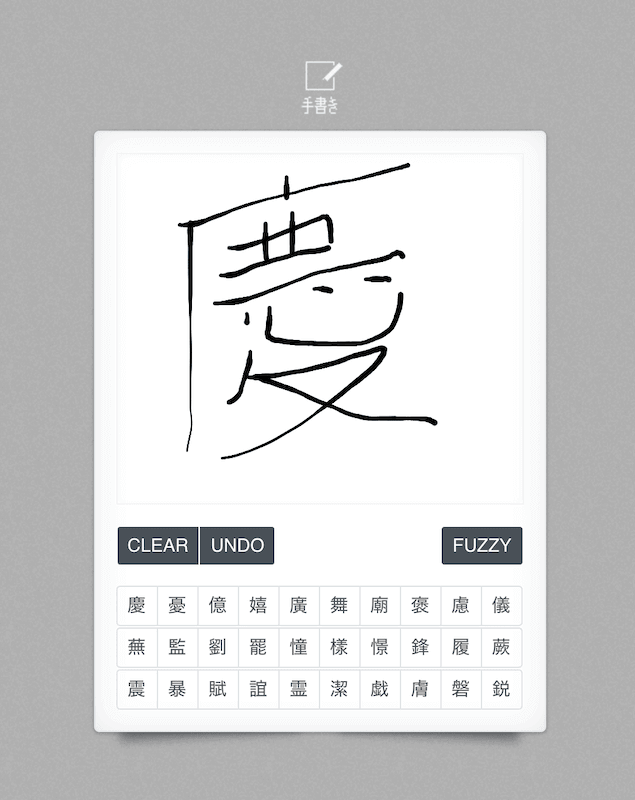 手書き
慶
CLEAR UNDO FUZZY
慶 憂 億 嬉 廣 舞 廟 褒 慮 儀
蕪 監 劉 罷 憧 様 憬 鋒 履 蕨
震 暴 賦 誼 霊 潔 戯 膚 磐 鋭